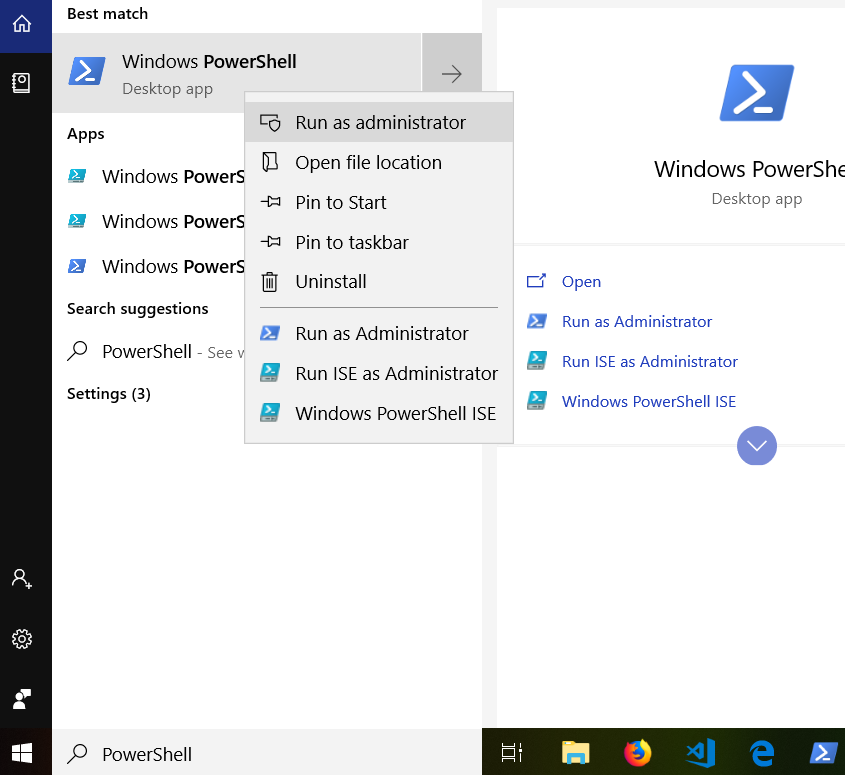 Best match
Windows PowerShell
Desktop app
Apps
Windows PowerS
Windows PowerS
Windows PowerS
Search suggestions
PowerShell - See w
Settings (3)
Run as administrator
Open file location
Pin to Start
Pin to taskbar
Uninstall
Run as Administrator
Run ISE as Administrator
Windows PowerShell ISE
Windows PowerShe
Desktop app
Open
Run as Administrator
Run ISE as Administrator
Windows PowerShell ISE
PowerShell